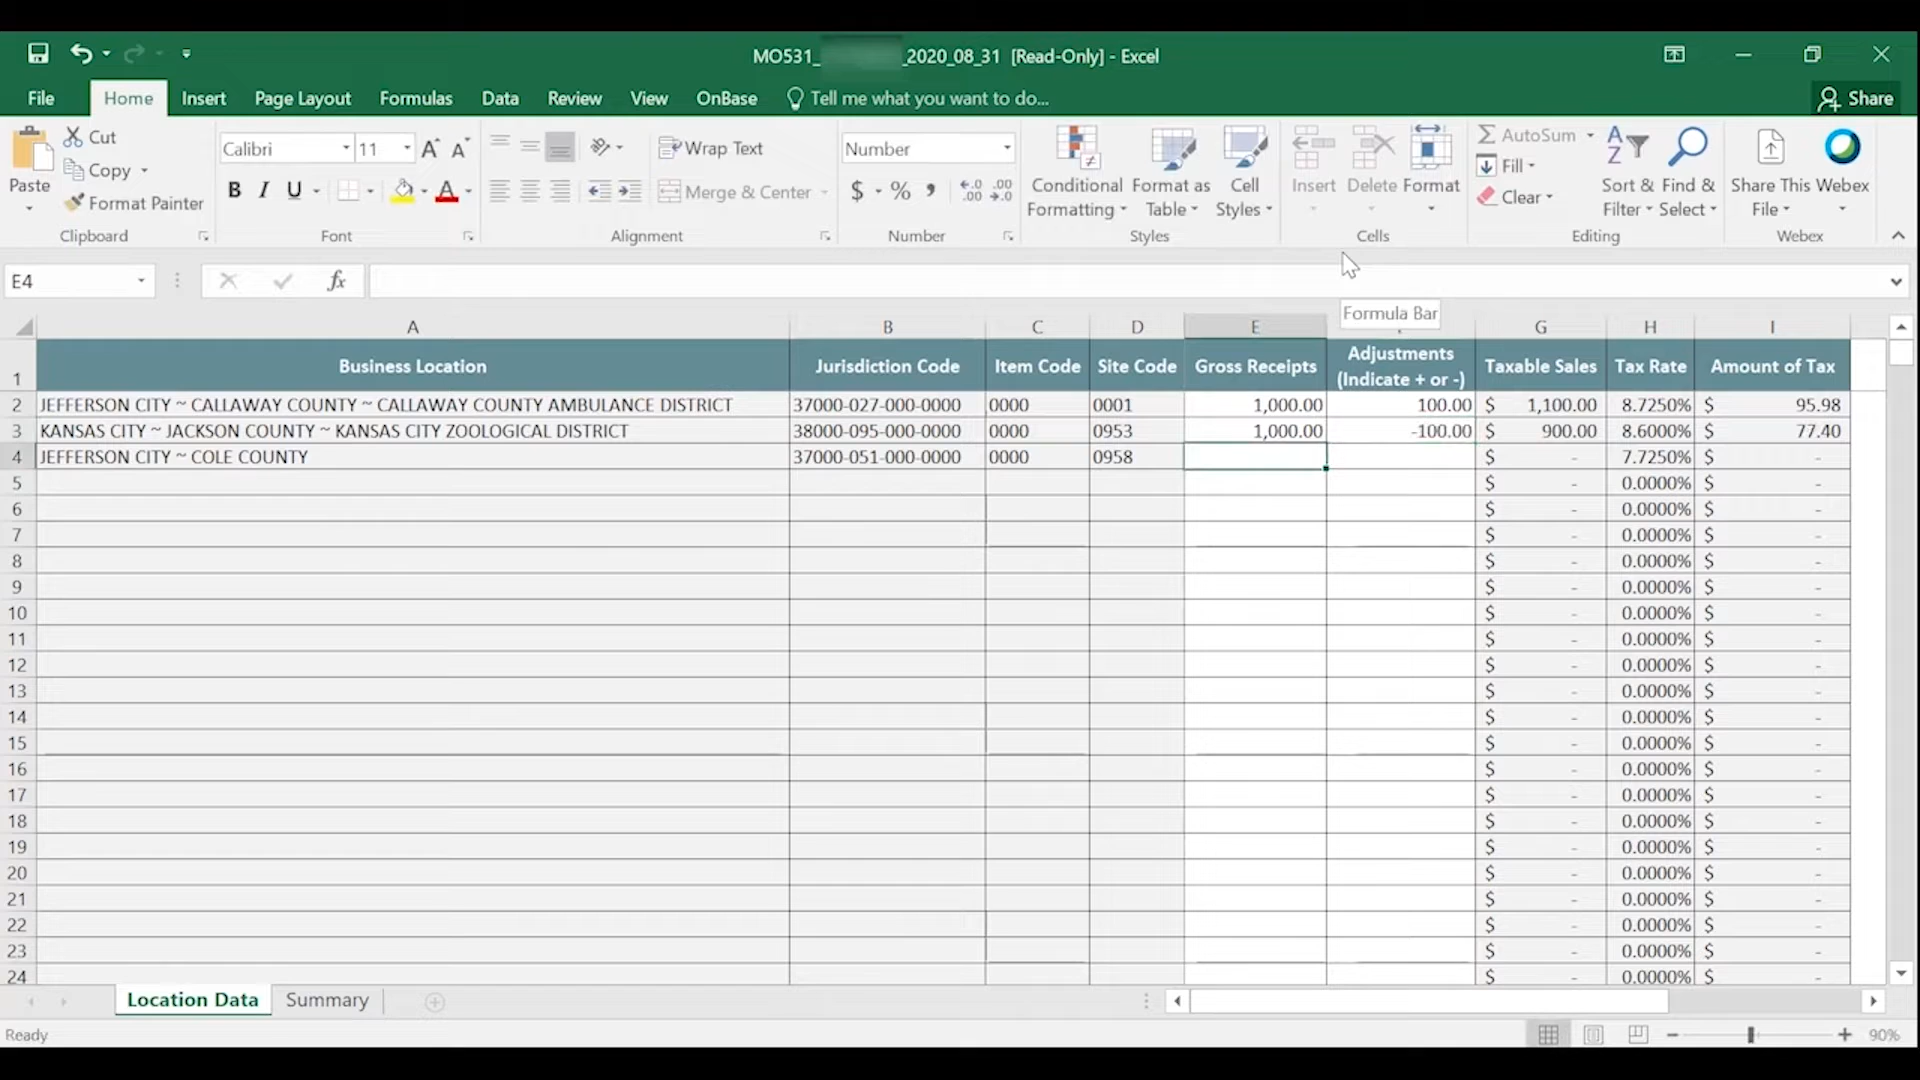 MO531_ _2020_08_31 [Read-Only] - Excel
File Home Insert Page Layout Formulas Data Review View OnBase Tell me what you want to do... Share
Cut
Copy
Format Painter
Paste
Clipboard
Calibri 11 A A
B I U A
Font
Wrap Text
Merge & Center
Alignment
Number
$ % , .0 .00 .00 .0
Number
Conditional Formatting
Format as Table
Cell Styles
Styles
Insert Delete Format
Cells
AutoSum
Fill
Clear
Sort & Filter
Find & Select
Editing
Share This File
Webex
Webex
E4 fx
Formula Bar
A B C D E G H I
1 Business Location Jurisdiction Code Item Code Site Code Gross Receipts Adjustments (Indicate + or -) Taxable Sales Tax Rate Amount of Tax
2 JEFFERSON CITY ~ CALLAWAY COUNTY ~ CALLAWAY COUNTY AMBULANCE DISTRICT 37000-027-000-0000 0000 0001 1,000.00 100.00 $ 1,100.00 8.7250% $ 95.98
3 KANSAS CITY ~ JACKSON COUNTY ~ KANSAS CITY ZOOLOGICAL DISTRICT 38000-095-000-0000 0000 0953 1,000.00 -100.00 $ 900.00 8.6000% $ 77.40
4 JEFFERSON CITY ~ COLE COUNTY 37000-051-000-0000 0000 0958 $ - 7.7250% $ -
5 $ - 0.0000% $ -
6 $ - 0.0000% $ -
7 $ - 0.0000% $ -
8 $ - 0.0000% $ -
9 $ - 0.0000% $ -
10 $ - 0.0000% $ -
11 $ - 0.0000% $ -
12 $ - 0.0000% $ -
13 $ - 0.0000% $ -
14 $ - 0.0000% $ -
15 $ - 0.0000% $ -
16 $ - 0.0000% $ -
17 $ - 0.0000% $ -
18 $ - 0.0000% $ -
19 $ - 0.0000% $ -
20 $ - 0.0000% $ -
21 $ - 0.0000% $ -
22 $ - 0.0000% $ -
23 $ - 0.0000% $ -
24 $ - 0.0000% $ -
Location Data Summary
Ready 90%